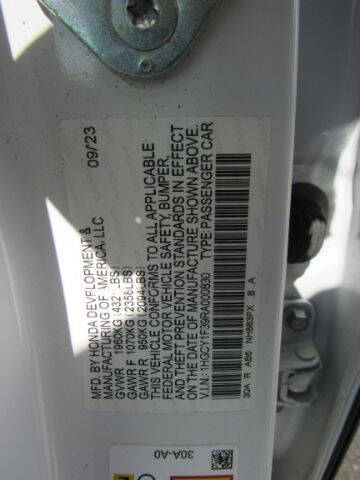 MFD. BY HONDA DEVELOPMENT & 09/'23
MANUFACTURING OF AMERICA, LLC
GVWR 1960KG (4321LBS)
GAWR F 1070KG (2358LBS)
GAWR R 950KG (2094LBS)
THIS VEHICLE CONFORMS TO ALL APPLICABLE
FEDERAL MOTOR VEHICLE SAFETY, BUMPER,
AND THEFT PREVENTION STANDARDS IN EFFECT
ON THE DATE OF MANUFACTURE SHOWN ABOVE.
V.I.N.: 1HGCY1F39RA000830 TYPE: PASSENGER CAR
30A R AB6 NH883PX B A
30A-A0